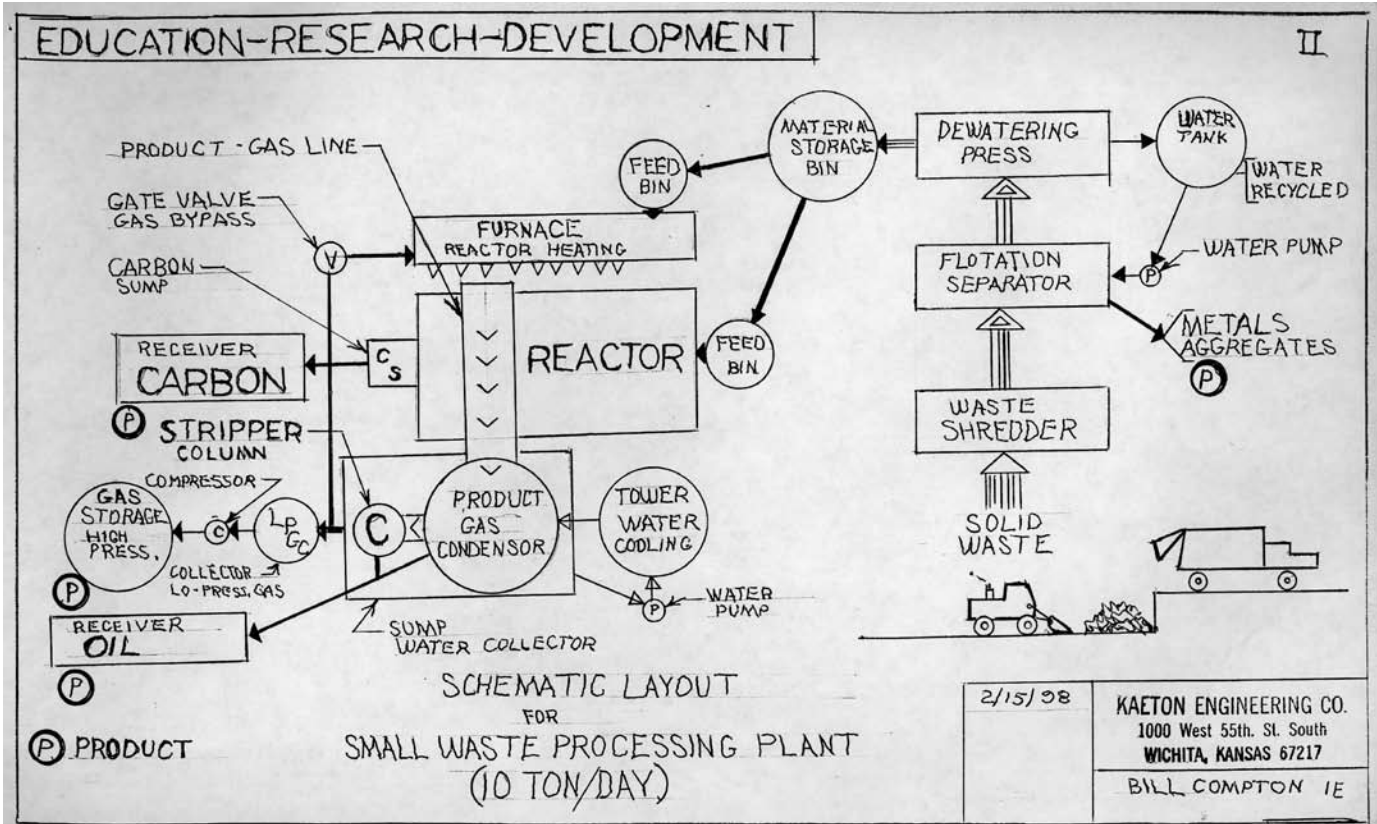 EDUCATION-RESEARCH-DEVELOPMENT
II
PRODUCT - GAS LINE
GATE VALVE
GAS BYPASS
CARBON
SUMP
V
FEED
BIN
MATERIAL
STORAGE
BIN
DEWATERING
PRESS
WATER
TANK
WATER
RECYCLED
FURNACE
REACTOR HEATING
FLOTATION
SEPARATOR
P
WATER PUMP
METALS
AGGREGATES
P
RECEIVER
CARBON
P
C
S
REACTOR
FEED
BIN
WASTE
SHREDDER
STRIPPER
COLUMN
COMPRESSOR
GAS
STORAGE
HIGH
PRESS.
P
C
LPGC
COLLECTOR
LO-PRESS. GAS
C
PRODUCT
GAS
CONDENSOR
TOWER
WATER
COOLING
P
WATER
PUMP
SOLID
WASTE
RECEIVER
OIL
P
SUMP
WATER COLLECTOR
P PRODUCT
SCHEMATIC LAYOUT
FOR
SMALL WASTE PROCESSING PLANT
(10 TON/DAY)
2/15/98
KAETON ENGINEERING CO.
1000 West 55th. St. South
WICHITA, KANSAS 67217
BILL COMPTON IE